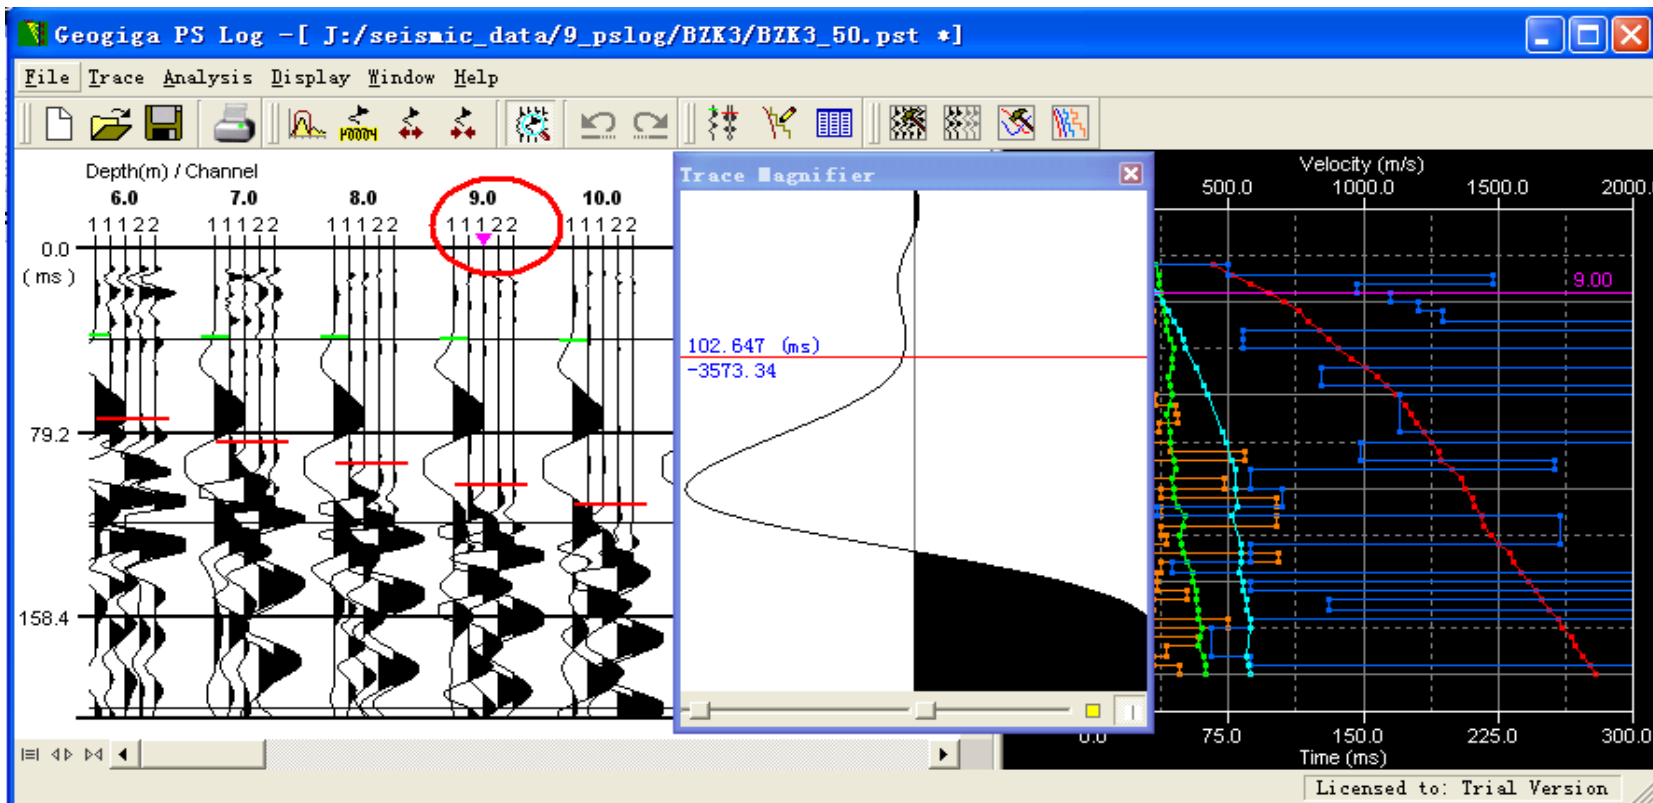 Geogiga PS Log -[ J:/seismic_data/9_pslog/BZK3/BZK3_50.pst *]
File Trace Analysis Display Window Help
Depth(m) / Channel
6.0 7.0 8.0 9.0 10.0
11122 11122 11122 11122 11122
0.0
(ms)
79.2
158.4
Trace Magnifier
102.647 (ms)
-3573.34
Velocity (m/s)
500.0 1000.0 1500.0 2000.
9.00
0.0 75.0 150.0 225.0 300.0
Time (ms)
Licensed to: Trial Version